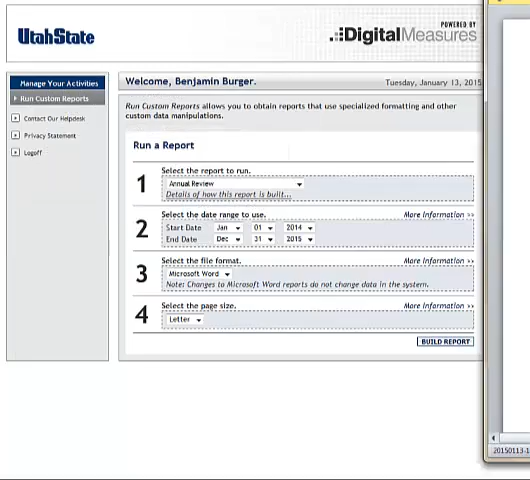 UtahState
POWERED BY
DigitalMeasures
Manage Your Activities
Run Custom Reports
Contact Our Helpdesk
Privacy Statement
Logoff
Welcome, Benjamin Burger.
Tuesday, January 13, 2015
Run Custom Reports allows you to obtain reports that use specialized formatting and other
custom data manipulations.
Run a Report
1
Select the report to run.
Annual Review
Details of how this report is built...
2
Select the date range to use.
More Information >>
Start Date Jan 01 2014
End Date Dec 31 2015
3
Select the file format.
More Information >>
Microsoft Word
Note: Changes to Microsoft Word reports do not change data in the system.
4
Select the page size.
More Information >>
Letter
BUILD REPORT
20150113-1